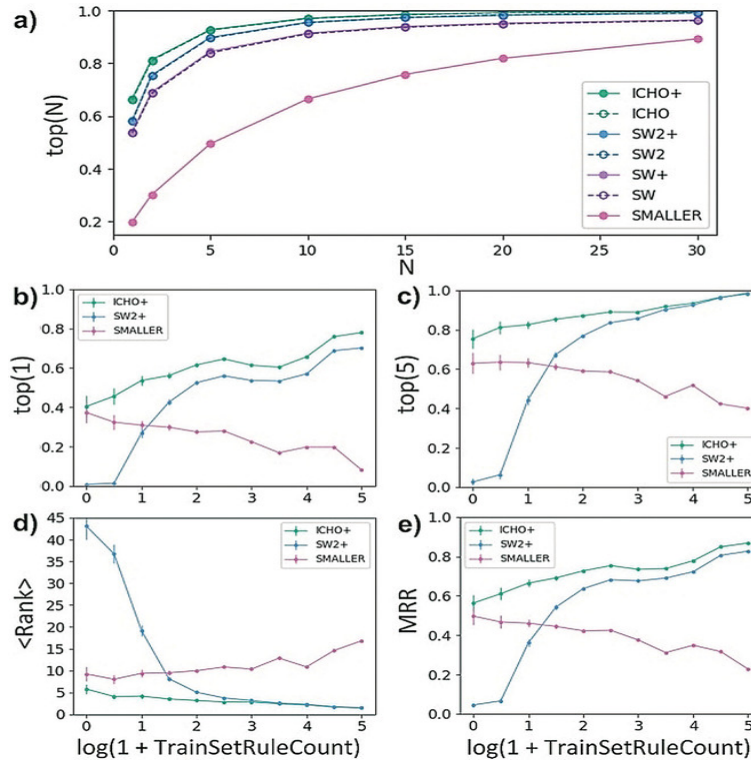 a)
1.0
0.8
0.6
0.4
0.2
top(N)
ICHO+
ICHO
SW2+
SW2
SW+
SW
SMALLER
0 5 10 15 20 25 30
N
b)
1.0
0.8
0.6
0.4
0.2
0.0
top(1)
ICHO+
SW2+
SMALLER
0 1 2 3 4 5
c)
1.0
0.8
0.6
0.4
0.2
0.0
top(5)
ICHO+
SW2+
SMALLER
0 1 2 3 4 5
d)
45
40
35
30
25
20
15
10
5
0
<Rank>
ICHO+
SW2+
SMALLER
0 1 2 3 4 5
log(1 + TrainSetRuleCount)
e)
1.0
0.8
0.6
0.4
0.2
0.0
MRR
ICHO+
SW2+
SMALLER
0 1 2 3 4 5
log(1 + TrainSetRuleCount)